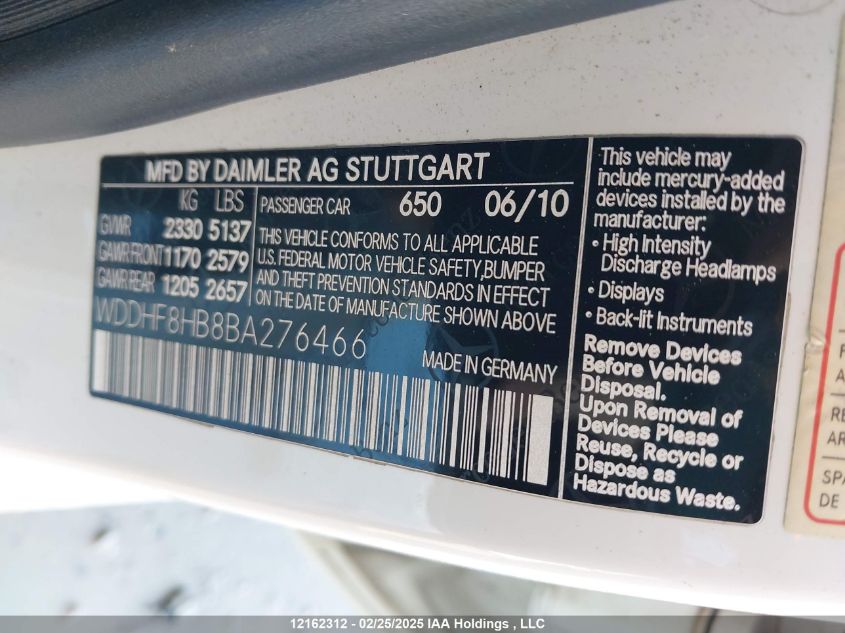 MFD BY DAIMLER AG STUTTGART
KG LBS
GVWR 2330 5137
GAWR FRONT 1170 2579
GAWR REAR 1205 2657
PASSENGER CAR 650 06/10
THIS VEHICLE CONFORMS TO ALL APPLICABLE
U.S. FEDERAL MOTOR VEHICLE SAFETY,BUMPER
AND THEFT PREVENTION STANDARDS IN EFFECT
ON THE DATE OF MANUFACTURE SHOWN ABOVE
WDDHF8HB8BA276466
MADE IN GERMANY
This vehicle may
include mercury-added
devices installed by the
manufacturer:
• High Intensity
Discharge Headlamps
• Displays
• Back-lit Instruments
Remove Devices
Before Vehicle
Disposal.
Upon Removal of
Devices Please
Reuse, Recycle or
Dispose as
Hazardous Waste.
F
A
RE
AR
SPA
DE
12162312 - 02/25/2025 IAA Holdings , LLC